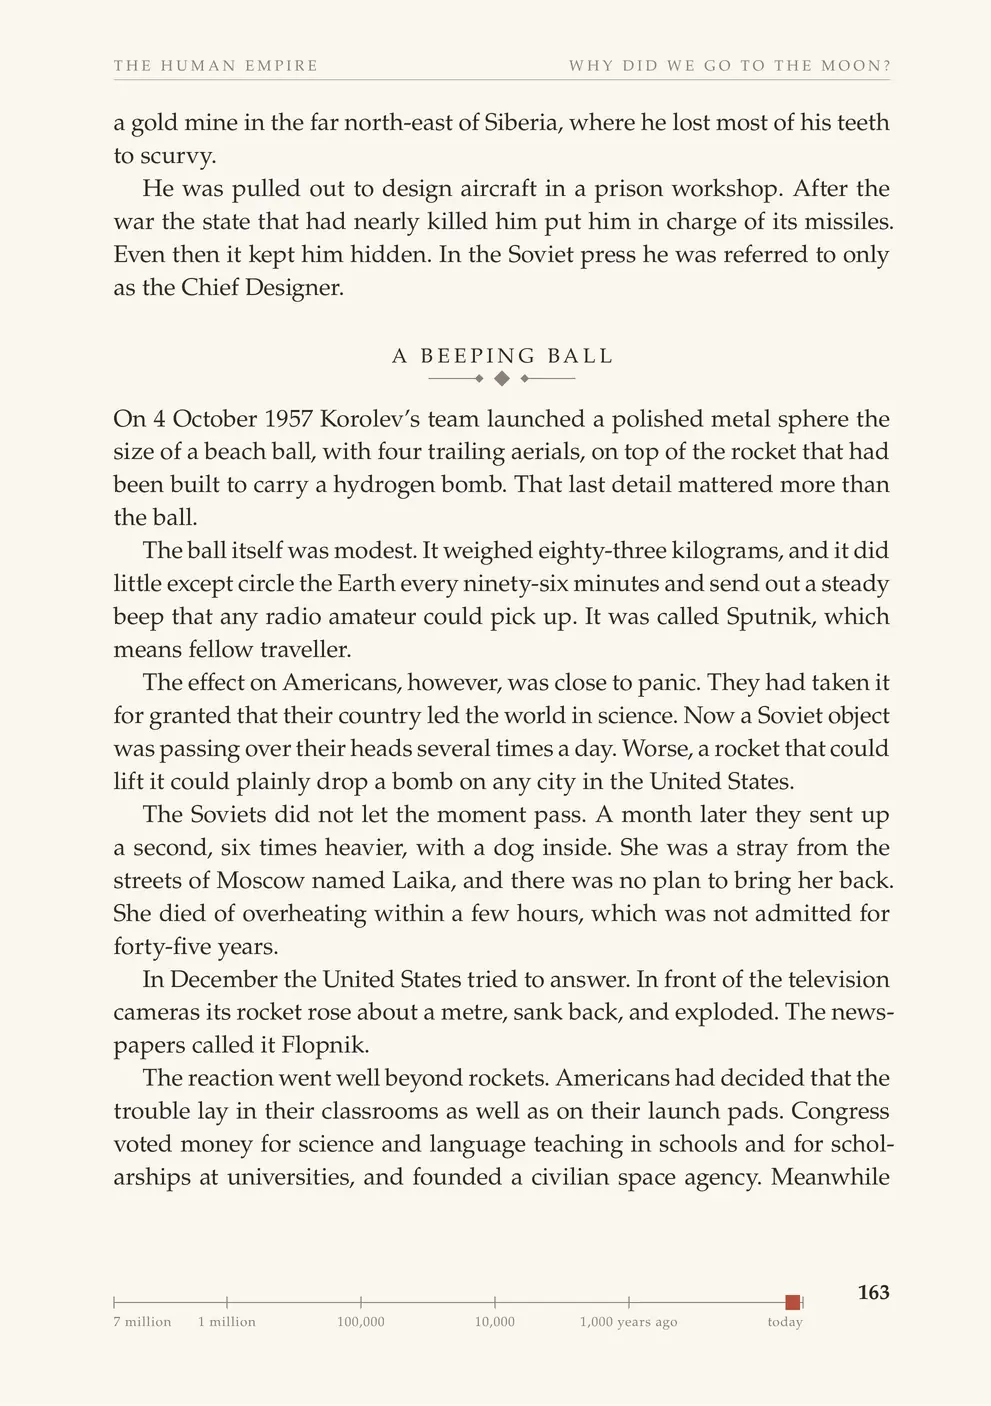 THE HUMAN EMPIRE
WHY DID WE GO TO THE MOON?
a gold mine in the far north-east of Siberia, where he lost most of his teeth
to scurvy.
He was pulled out to design aircraft in a prison workshop. After the
war the state that had nearly killed him put him in charge of its missiles.
Even then it kept him hidden. In the Soviet press he was referred to only
as the Chief Designer.
A BEEPING BALL
On 4 October 1957 Korolev’s team launched a polished metal sphere the
size of a beach ball, with four trailing aerials, on top of the rocket that had
been built to carry a hydrogen bomb. That last detail mattered more than
the ball.
The ball itself was modest. It weighed eighty-three kilograms, and it did
little except circle the Earth every ninety-six minutes and send out a steady
beep that any radio amateur could pick up. It was called Sputnik, which
means fellow traveller.
The effect on Americans, however, was close to panic. They had taken it
for granted that their country led the world in science. Now a Soviet object
was passing over their heads several times a day. Worse, a rocket that could
lift it could plainly drop a bomb on any city in the United States.
The Soviets did not let the moment pass. A month later they sent up
a second, six times heavier, with a dog inside. She was a stray from the
streets of Moscow named Laika, and there was no plan to bring her back.
She died of overheating within a few hours, which was not admitted for
forty-five years.
In December the United States tried to answer. In front of the television
cameras its rocket rose about a metre, sank back, and exploded. The news-
papers called it Flopnik.
The reaction went well beyond rockets. Americans had decided that the
trouble lay in their classrooms as well as on their launch pads. Congress
voted money for science and language teaching in schools and for schol-
arships at universities, and founded a civilian space agency. Meanwhile
163
7 million 1 million 100,000 10,000 1,000 years ago today